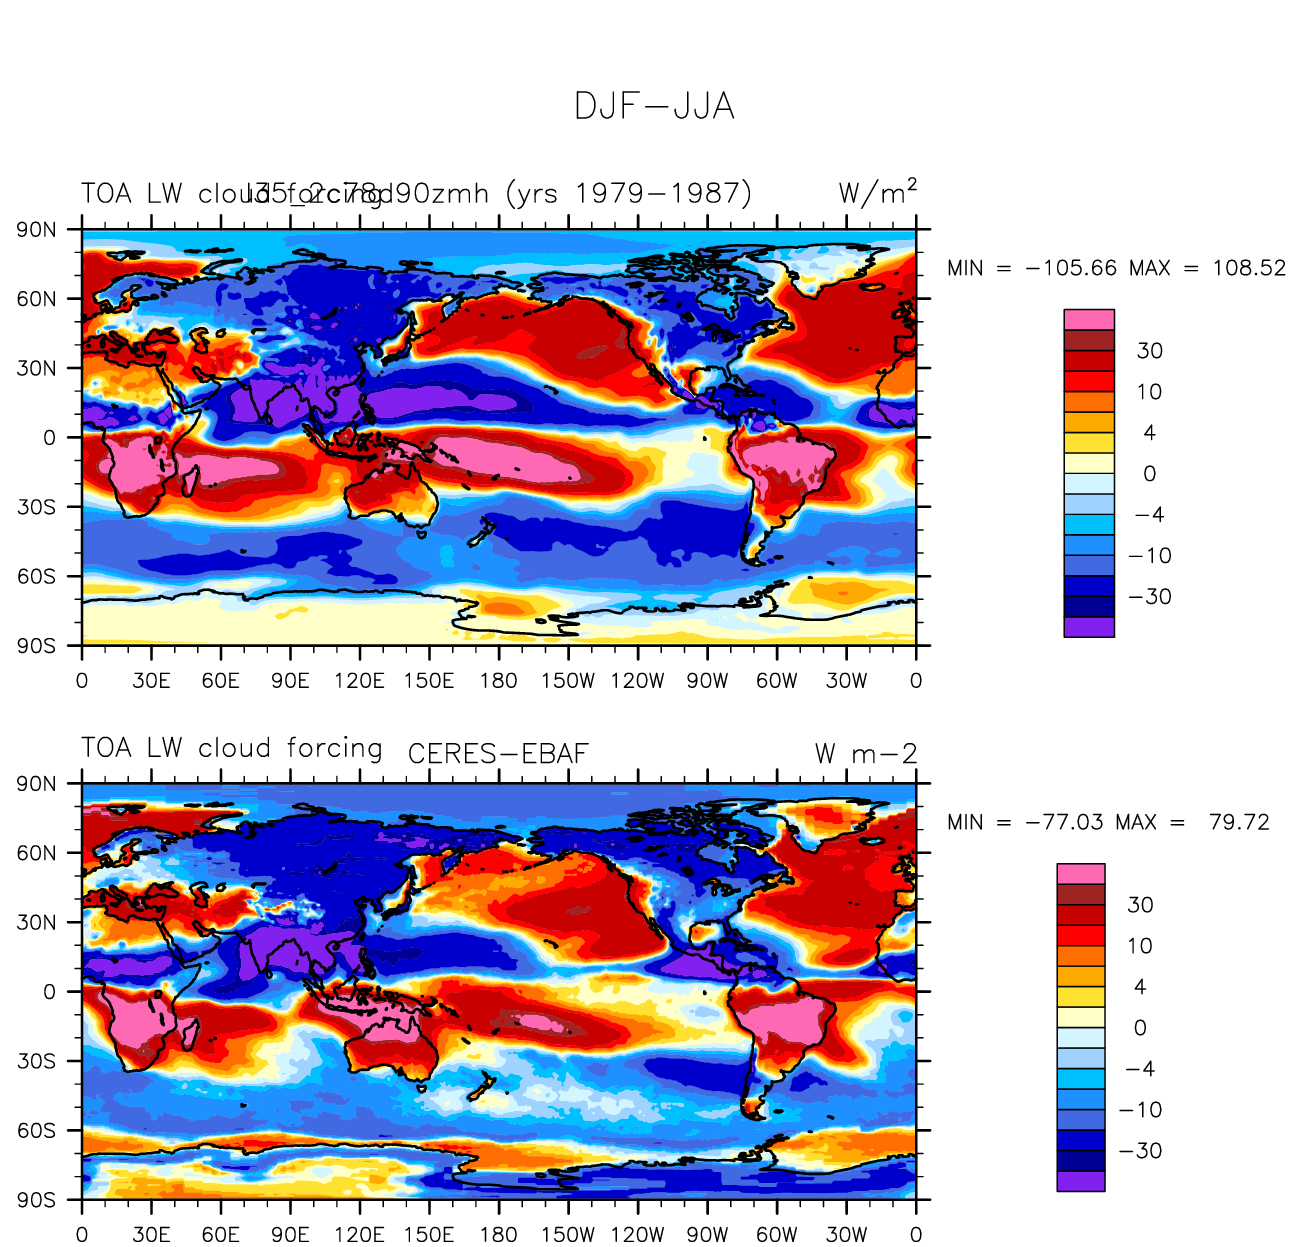 DJF-JJA
TOA LW cloud forcing (yrs 1979-1987) W/m²
90N
60N
30N
0
30S
60S
90S
0 30E 60E 90E 120E 150E 180 150W 120W 90W 60W 30W 0
MIN = -105.66 MAX = 108.52
30
10
4
0
-4
-10
-30
TOA LW cloud forcing CERES-EBAF W m-2
90N
60N
30N
0
30S
60S
90S
0 30E 60E 90E 120E 150E 180 150W 120W 90W 60W 30W 0
MIN = -77.03 MAX = 79.72
30
10
4
0
-4
-10
-30